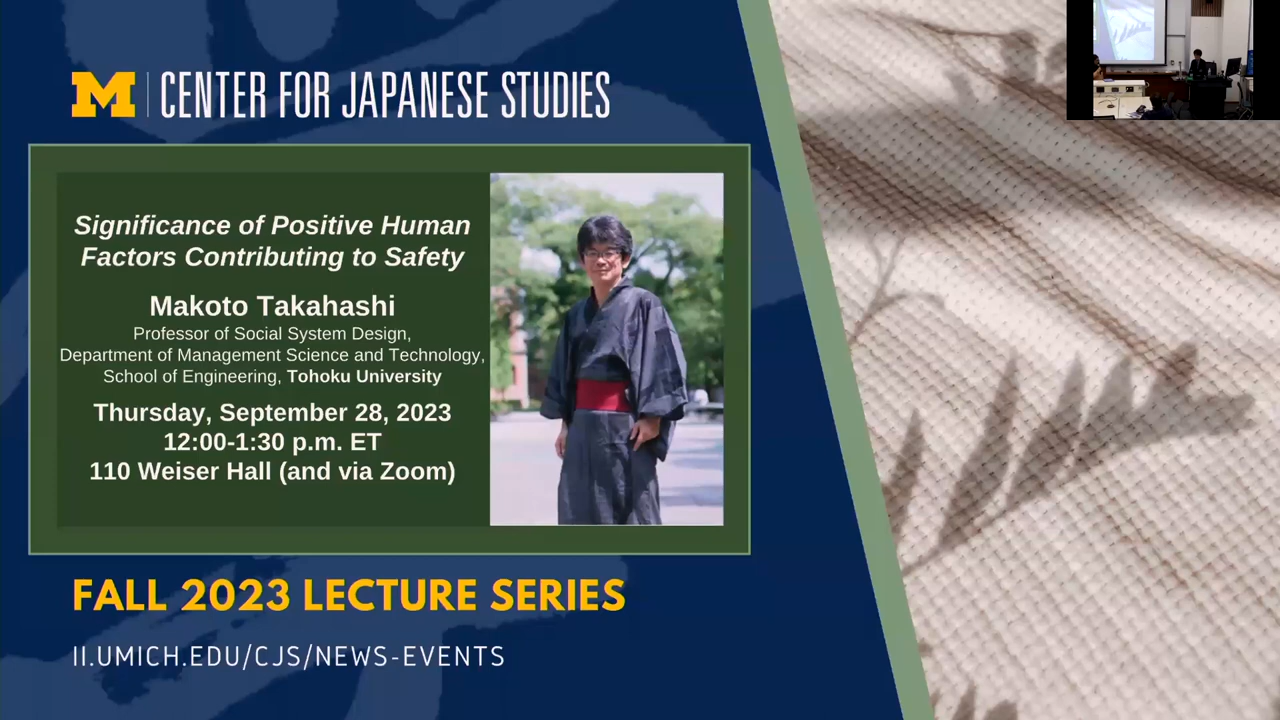 M CENTER FOR JAPANESE STUDIES
Significance of Positive Human
Factors Contributing to Safety
Makoto Takahashi
Professor of Social System Design,
Department of Management Science and Technology,
School of Engineering, Tohoku University
Thursday, September 28, 2023
12:00-1:30 p.m. ET
110 Weiser Hall (and via Zoom)
FALL 2023 LECTURE SERIES
II.UMICH.EDU/CJS/NEWS-EVENTS